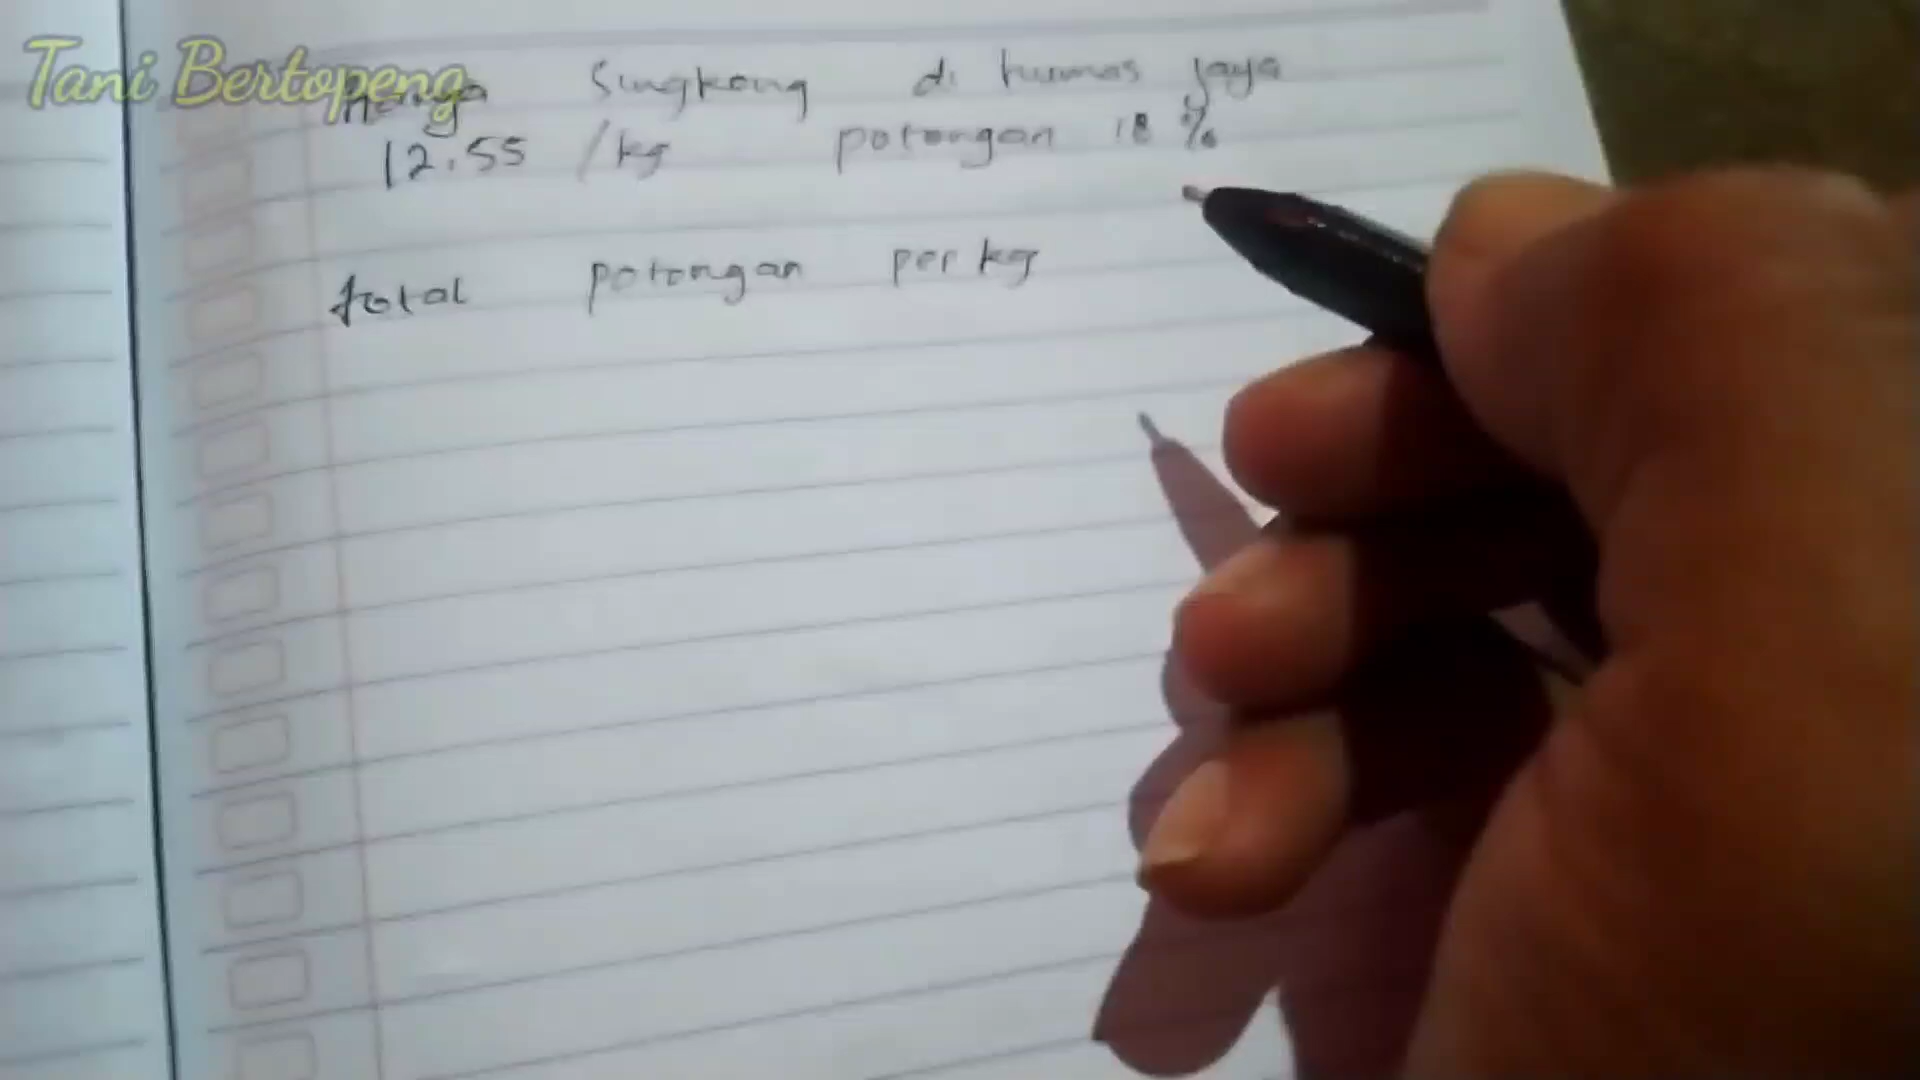 Tani Bertopeng
Harga Singkong di humas jaya
12.55 /kg potongan 18 %
total potongan per kg